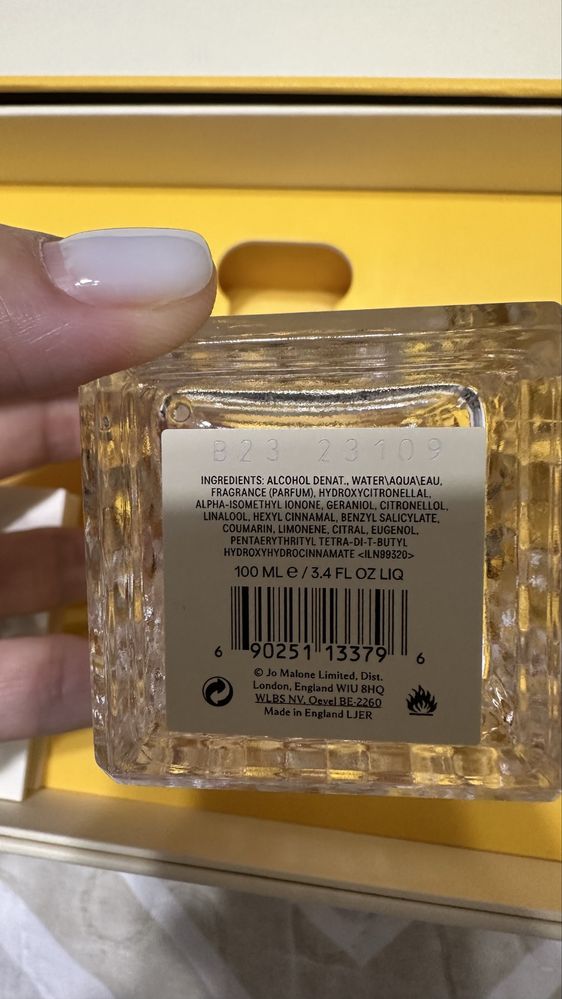 B23 23109
INGREDIENTS: ALCOHOL DENAT., WATER\AQUA\EAU,
FRAGRANCE (PARFUM), HYDROXYCITRONELLAL,
ALPHA-ISOMETHYL IONONE, GERANIOL, CITRONELLOL,
LINALOOL, HEXYL CINNAMAL, BENZYL SALICYLATE,
COUMARIN, LIMONENE, CITRAL, EUGENOL,
PENTAERYTHRITYL TETRA-DI-T-BUTYL
HYDROXYHYDROCINNAMATE <ILN99320>
100 ML ℮ / 3.4 FL OZ LIQ
6 90251 13379 6
© Jo Malone Limited, Dist.
London, England W1U 8HQ
WLBS NV, Oevel BE-2260
Made in England LJER